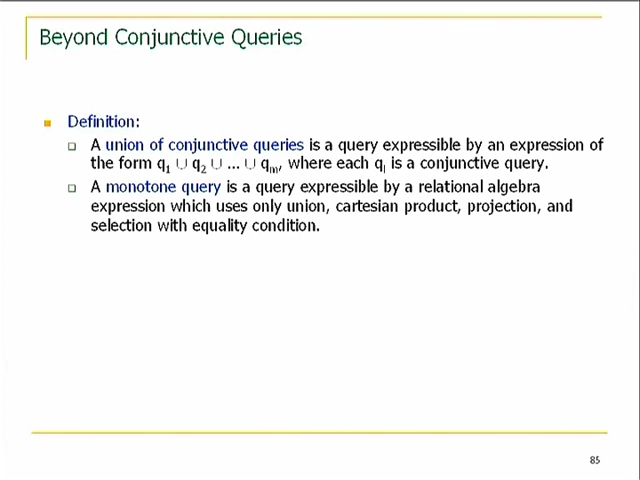 Beyond Conjunctive Queries
Definition:
A union of conjunctive queries is a query expressible by an expression of
the form q₁ ∪ q₂ ∪ ... ∪ qₘ, where each qᵢ is a conjunctive query.
A monotone query is a query expressible by a relational algebra
expression which uses only union, cartesian product, projection, and
selection with equality condition.
85